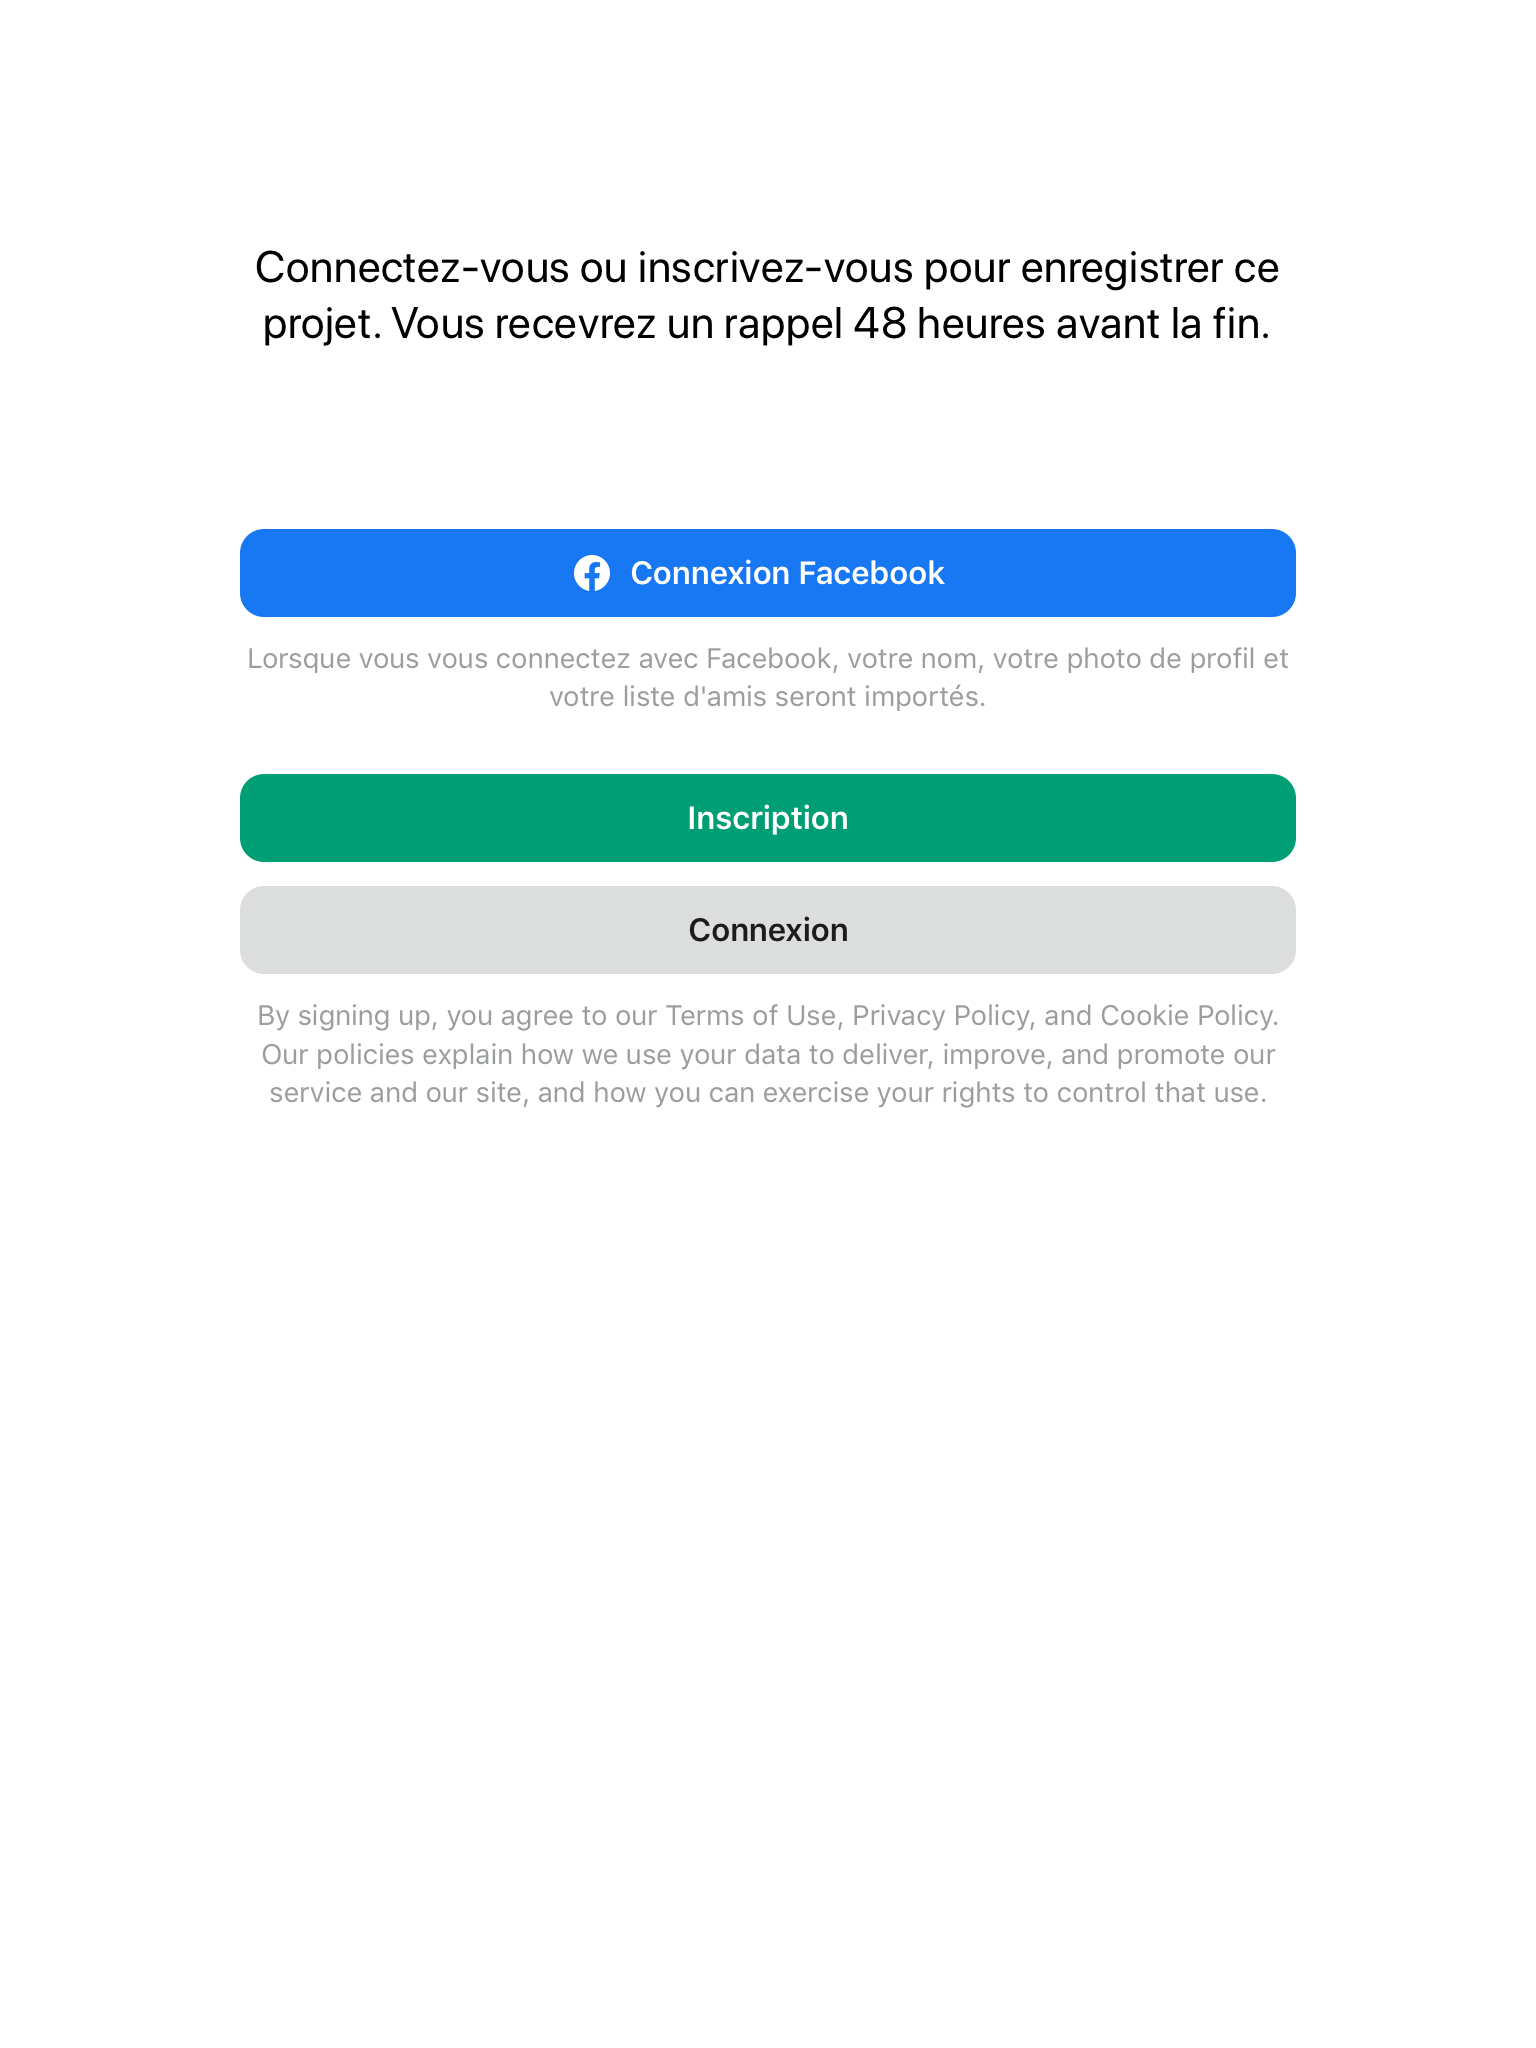 Connectez-vous ou inscrivez-vous pour enregistrer ce
projet. Vous recevrez un rappel 48 heures avant la fin.
Connexion Facebook
Lorsque vous vous connectez avec Facebook, votre nom, votre photo de profil et
votre liste d'amis seront importés.
Inscription
Connexion
By signing up, you agree to our Terms of Use, Privacy Policy, and Cookie Policy.
Our policies explain how we use your data to deliver, improve, and promote our
service and our site, and how you can exercise your rights to control that use.